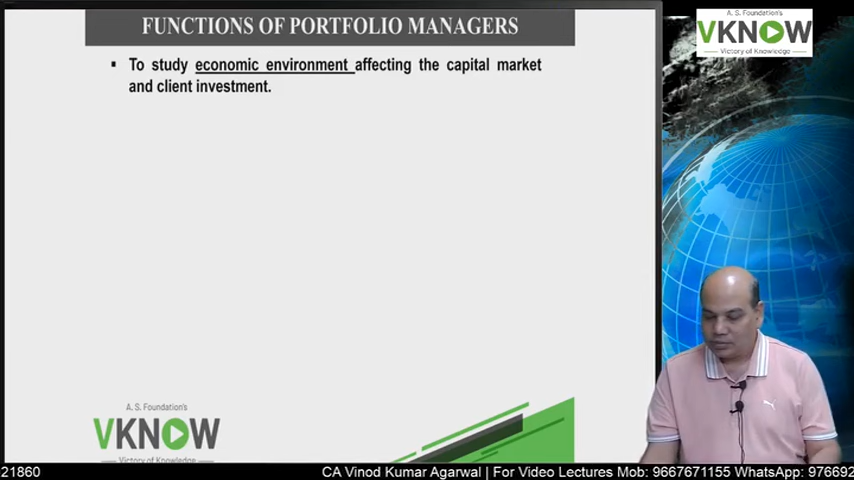 FUNCTIONS OF PORTFOLIO MANAGERS
A. S. Foundation's
VKNOW
Victory of Knowledge
▪ To study economic environment affecting the capital market
and client investment.
A. S. Foundation's
VKNOW
Victory of Knowledge
21860 CA Vinod Kumar Agarwal | For Video Lectures Mob: 9667671155 WhatsApp: 976692